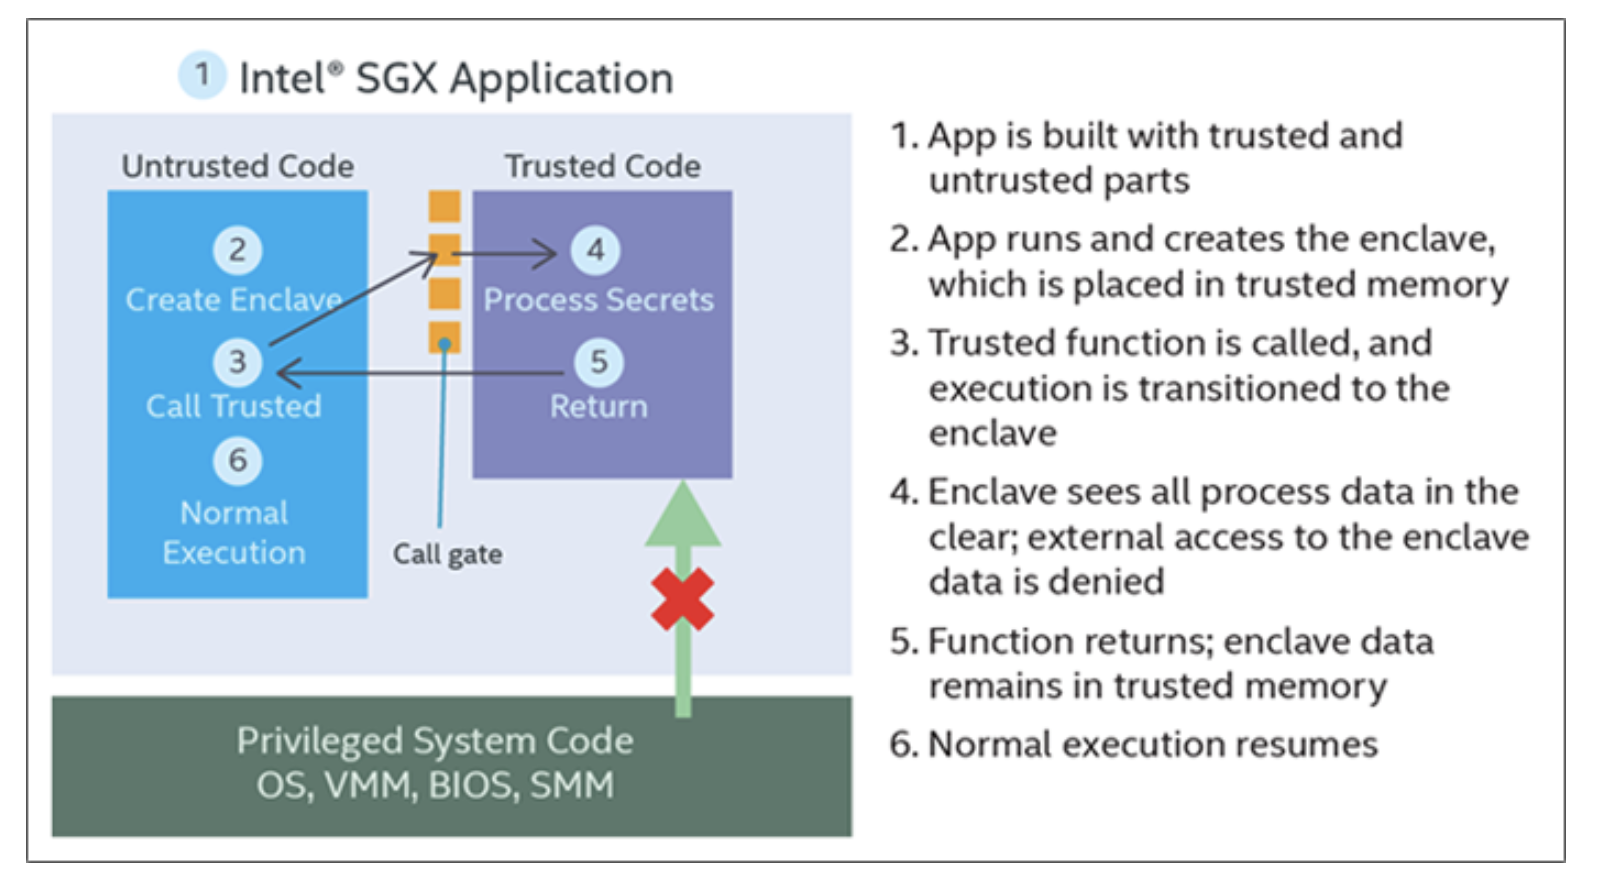 1 Intel® SGX Application
Untrusted Code
Trusted Code
2
Create Enclave
3
Call Trusted
6
Normal
Execution
4
Process Secrets
5
Return
Call gate
Privileged System Code
OS, VMM, BIOS, SMM
1. App is built with trusted and
untrusted parts
2. App runs and creates the enclave,
which is placed in trusted memory
3. Trusted function is called, and
execution is transitioned to the
enclave
4. Enclave sees all process data in the
clear; external access to the enclave
data is denied
5. Function returns; enclave data
remains in trusted memory
6. Normal execution resumes